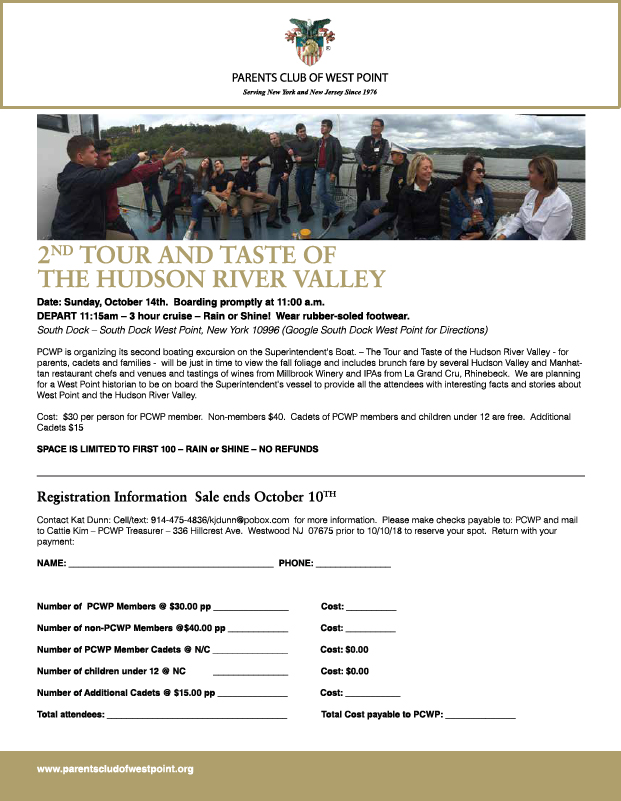 PARENTS CLUB OF WEST POINT
Serving New York and New Jersey Since 1976
2ND TOUR AND TASTE OF
THE HUDSON RIVER VALLEY
Date: Sunday, October 14th. Boarding promptly at 11:00 a.m.
DEPART 11:15am – 3 hour cruise – Rain or Shine! Wear rubber-soled footwear.
South Dock – South Dock West Point, New York 10996 (Google South Dock West Point for Directions)
PCWP is organizing its second boating excursion on the Superintendent's Boat. – The Tour and Taste of the Hudson River Valley - for
parents, cadets and families - will be just in time to view the fall foliage and includes brunch fare by several Hudson Valley and Manhat-
tan restaurant chefs and venues and tastings of wines from Millbrook Winery and IPAs from La Grand Cru, Rhinebeck. We are planning
for a West Point historian to be on board the Superintendent's vessel to provide all the attendees with interesting facts and stories about
West Point and the Hudson River Valley.
Cost: $30 per person for PCWP member. Non-members $40. Cadets of PCWP members and children under 12 are free. Additional
Cadets $15
SPACE IS LIMITED TO FIRST 100 – RAIN or SHINE – NO REFUNDS
Registration Information Sale ends October 10TH
Contact Kat Dunn: Cell/text: 914-475-4836/kjdunn@pobox.com for more information. Please make checks payable to: PCWP and mail
to Cattie Kim – PCWP Treasurer – 336 Hillcrest Ave. Westwood NJ 07675 prior to 10/10/18 to reserve your spot. Return with your
payment:
NAME: ____________________ PHONE: ____________________
Number of PCWP Members @ $30.00 pp _______________ Cost: __________
Number of non-PCWP Members @$40.00 pp ____________ Cost: __________
Number of PCWP Member Cadets @ N/C _______________ Cost: $0.00
Number of children under 12 @ NC _______________ Cost: $0.00
Number of Additional Cadets @ $15.00 pp ______________ Cost: ___________
Total attendees: ____________________ Total Cost payable to PCWP: ______________
www.parentscludofwestpoint.org